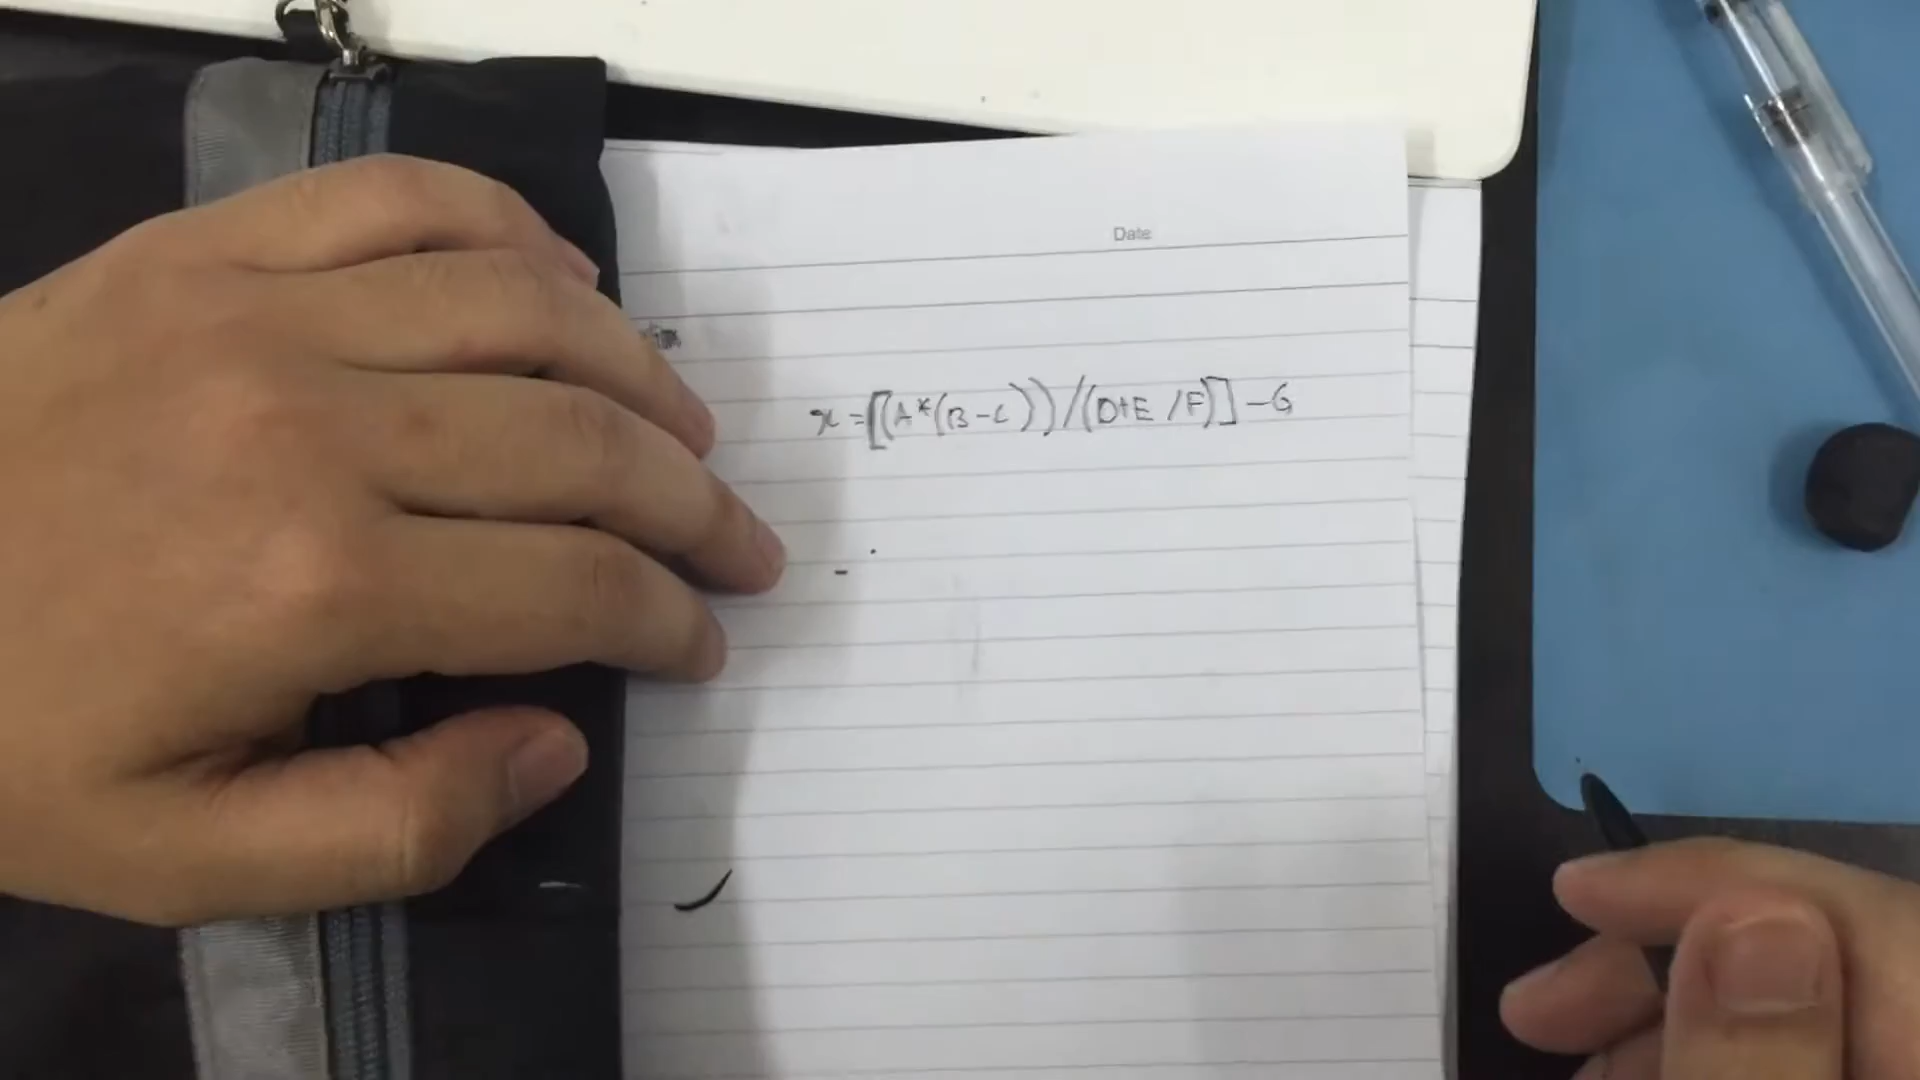 Date
x = [(A*(B-C))/(D+E/F)] - G